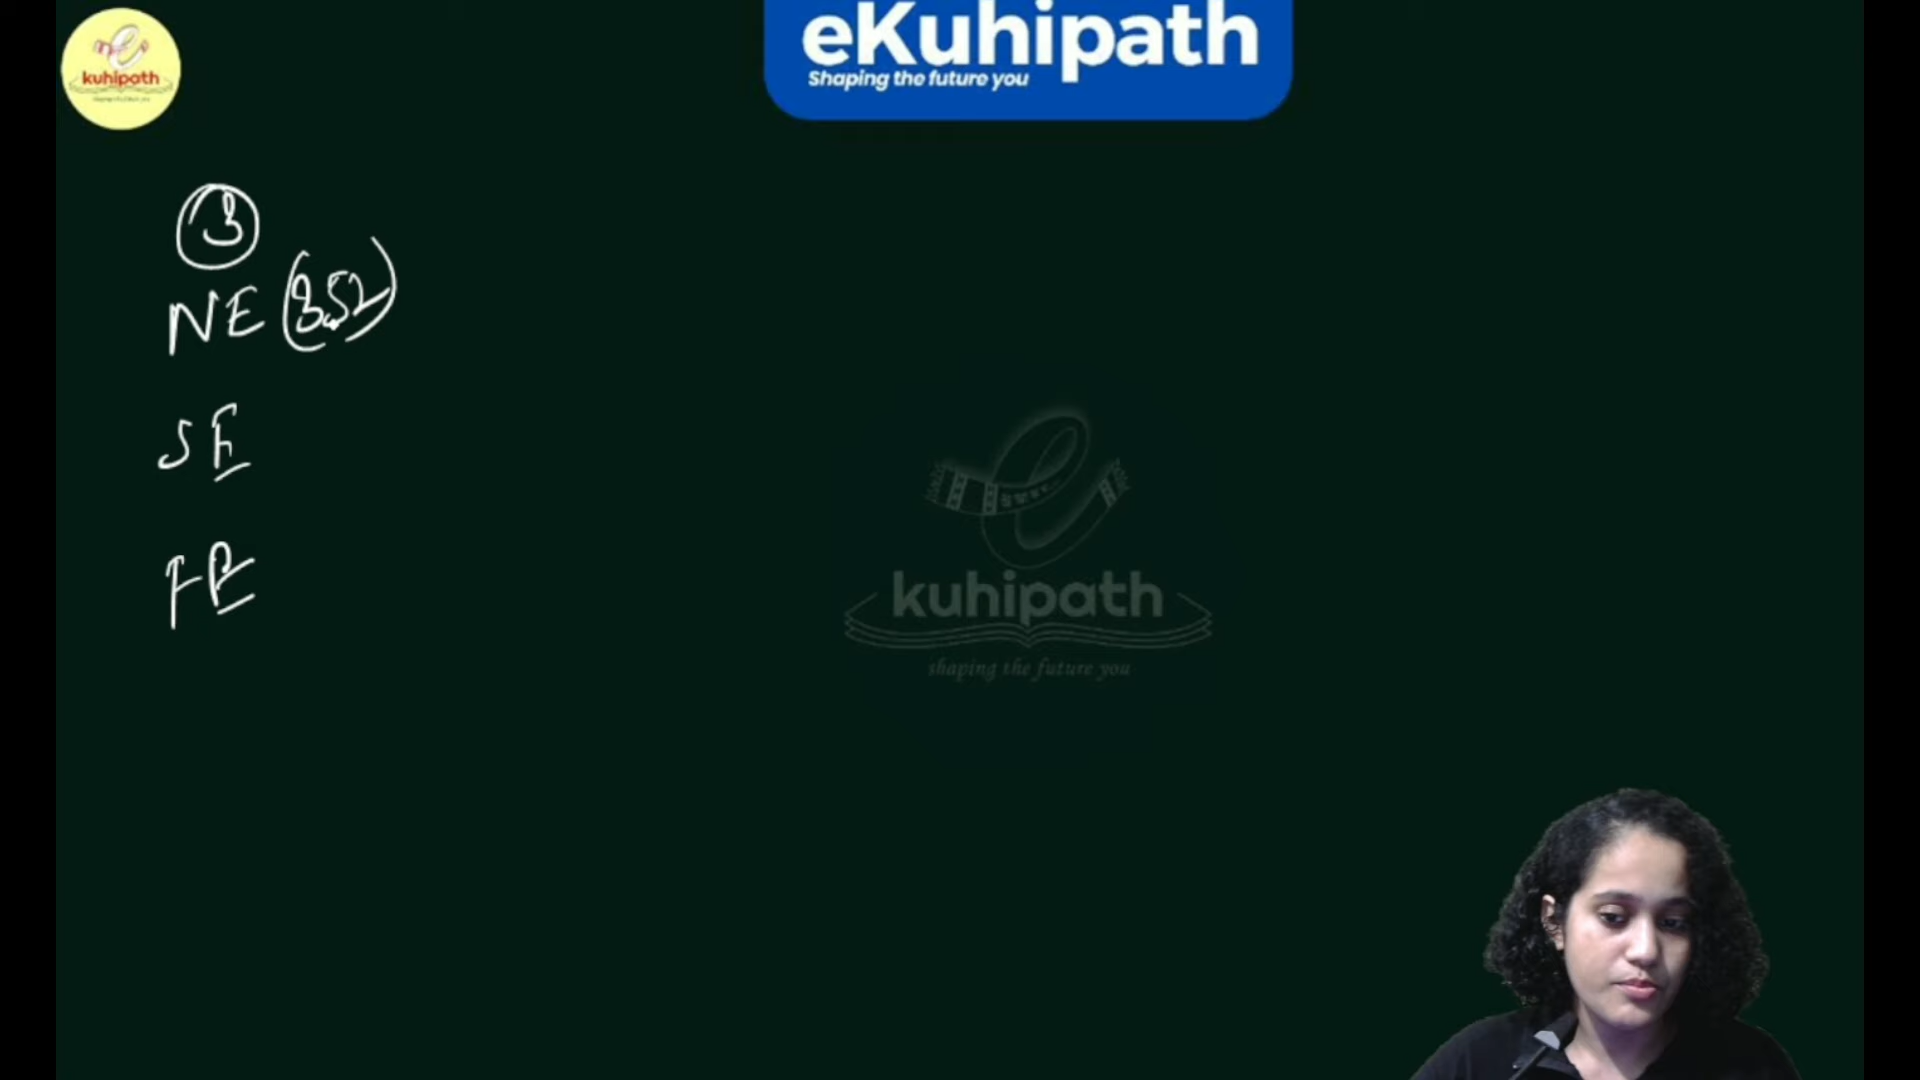 kuhipath
eKuhipath
Shaping the future you
3
NE (352)
SE
FE
kuhipath
shaping the future you